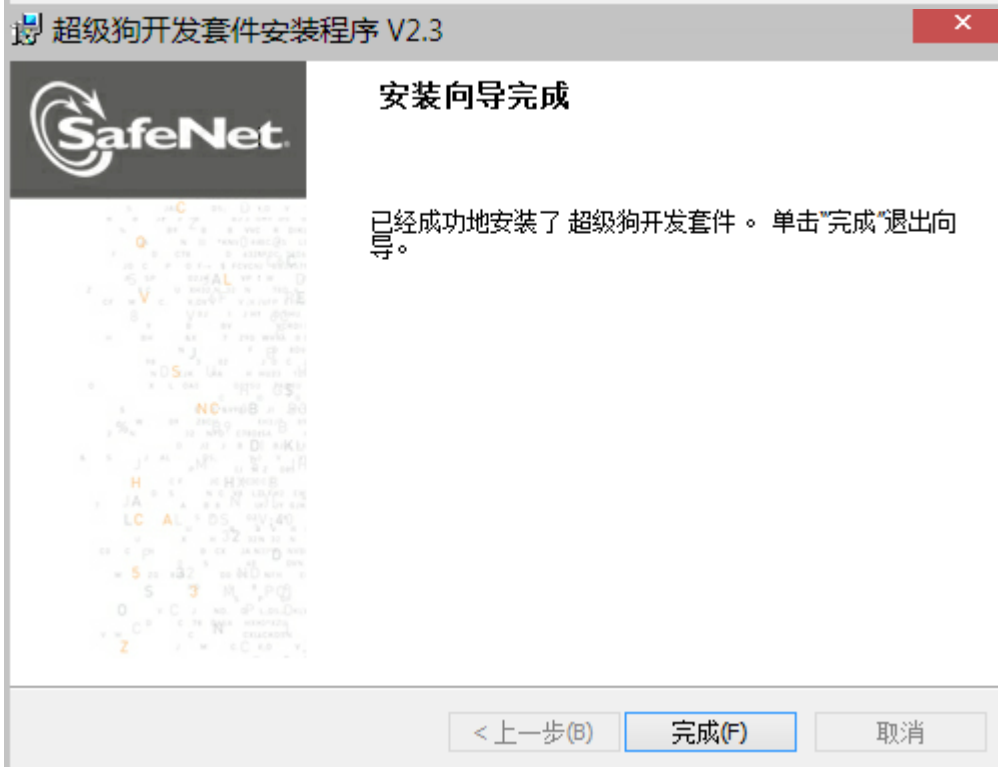 超级狗开发套件安装程序 V2.3
SafeNet.
安装向导完成
已经成功地安装了 超级狗开发套件 。 单击"完成"退出向
导。
< 上一步(B)
完成(F)
取消